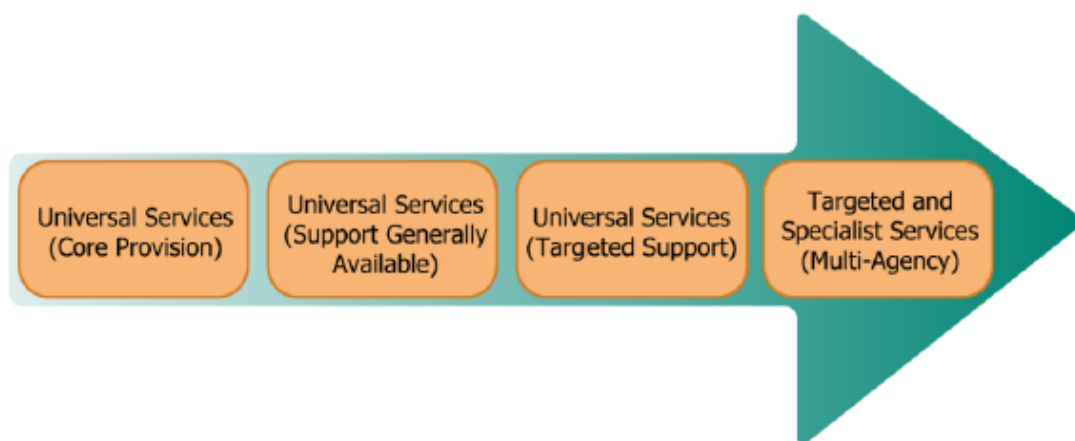 Universal Services
(Core Provision)
Universal Services
(Support Generally
Available)
Universal Services
(Targeted Support)
Targeted and
Specialist Services
(Multi-Agency)